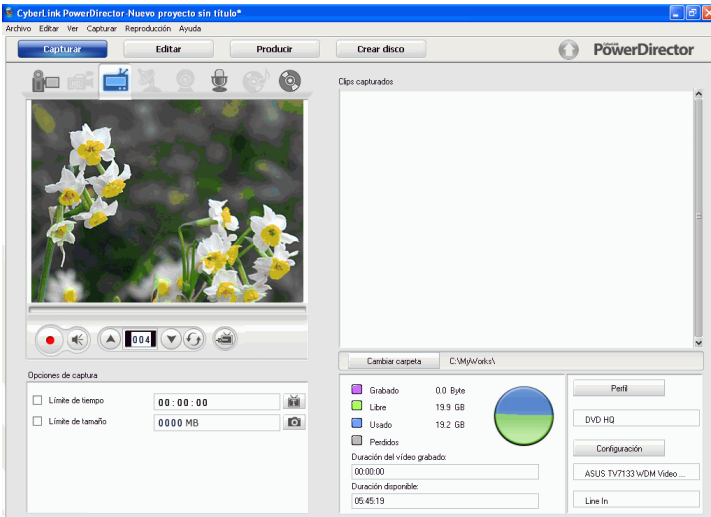 CyberLink PowerDirector-Nuevo proyecto sin título*
Archivo Editar Ver Capturar Reproducción Ayuda
Capturar Editar Producir Crear disco
CyberLink
PowerDirector
Clips capturados
004
Cambiar carpeta C:\MyWorks\
Opciones de captura
Límite de tiempo 00:00:00
Límite de tamaño 0000 MB
Grabado 0.0 Byte
Libre 19.9 GB
Usado 19.2 GB
Perdidos
Duración del vídeo grabado:
00:00:00
Duración disponible:
05:45:19
Perfil
DVD HQ
Configuración
ASUS TV7133 WDM Video ...
Line In